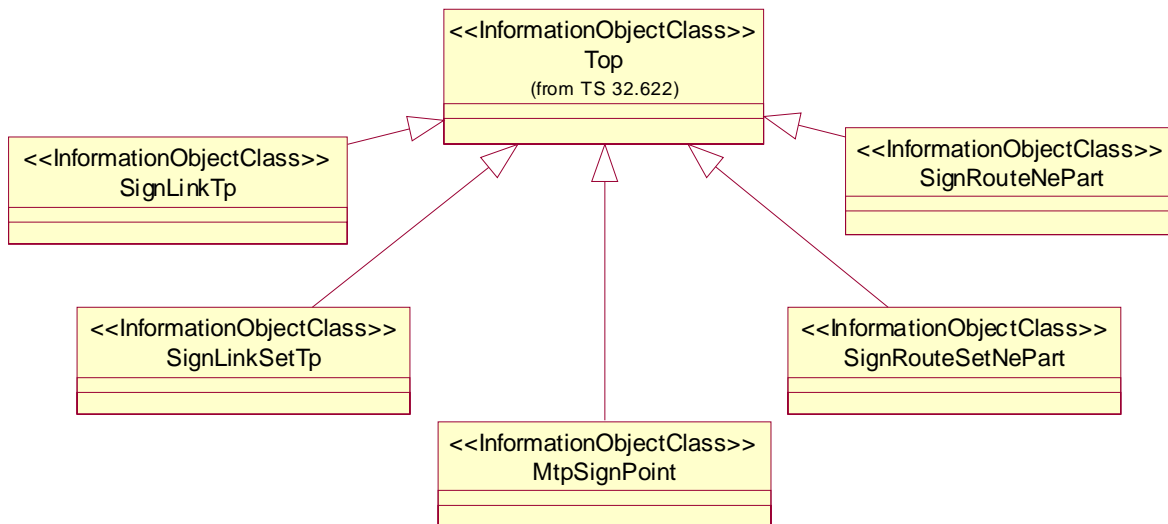 <<InformationObjectClass>>
Top
(from TS 32.622)
<<InformationObjectClass>>
SignLinkTp
<<InformationObjectClass>>
SignRouteNePart
<<InformationObjectClass>>
SignLinkSetTp
<<InformationObjectClass>>
SignRouteSetNePart
<<InformationObjectClass>>
MtpSignPoint